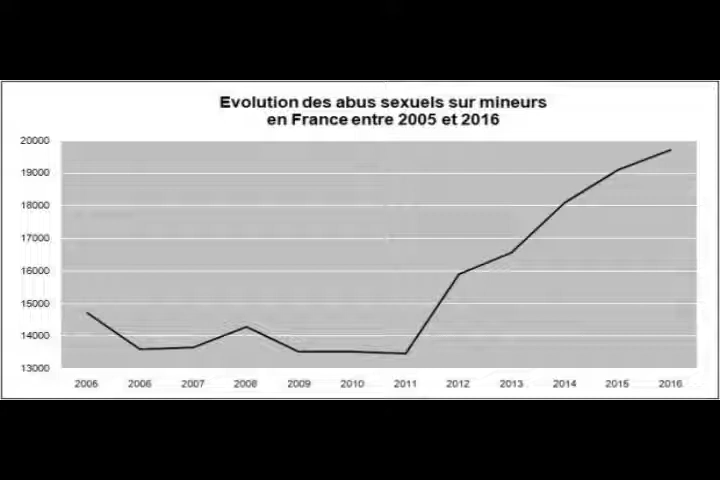 Evolution des abus sexuels sur mineurs
en France entre 2005 et 2016
20000
19000
18000
17000
16000
15000
14000
13000
2005 2006 2007 2008 2009 2010 2011 2012 2013 2014 2015 2016